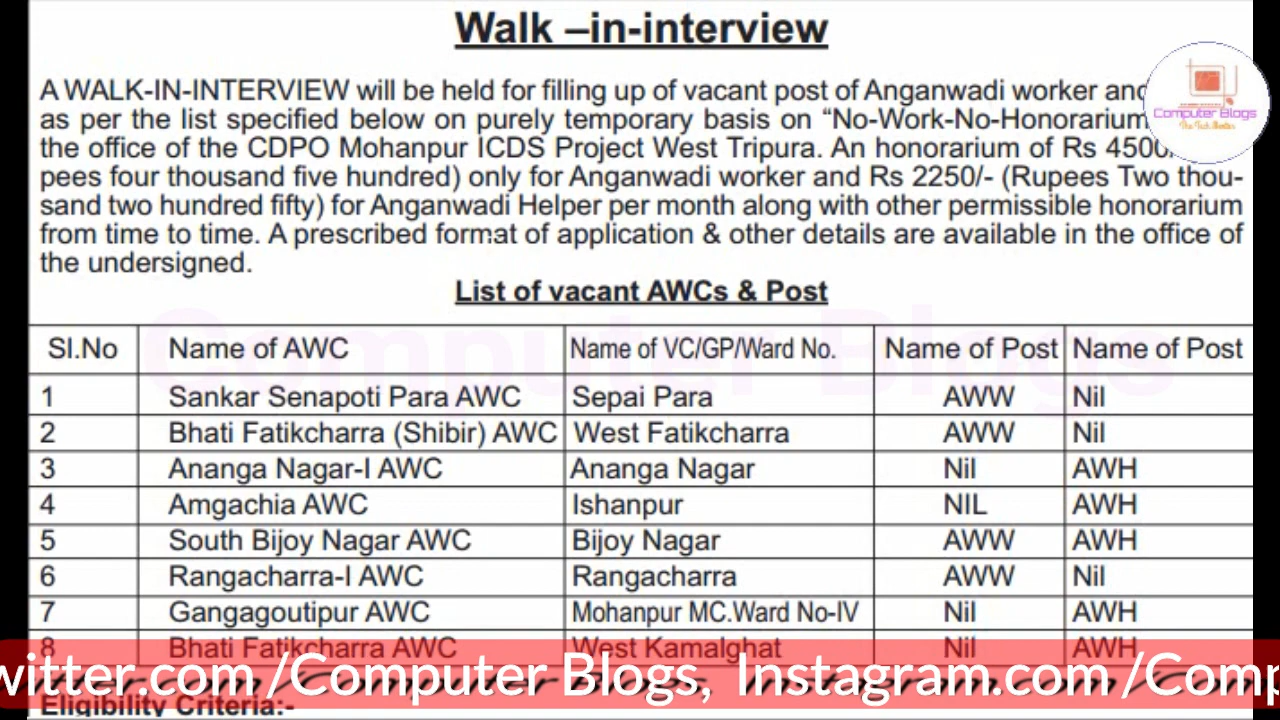 Walk –in-interview
A WALK-IN-INTERVIEW will be held for filling up of vacant post of Anganwadi worker and
as per the list specified below on purely temporary basis on “No-Work-No-Honorarium
the office of the CDPO Mohanpur ICDS Project West Tripura. An honorarium of Rs 4500
pees four thousand five hundred) only for Anganwadi worker and Rs 2250/- (Rupees Two thou-
sand two hundred fifty) for Anganwadi Helper per month along with other permissible honorarium
from time to time. A prescribed format of application & other details are available in the office of
the undersigned.
Computer Blogs
List of vacant AWCs & Post
Computer Blogs
Sl.No Name of AWC Name of VC/GP/Ward No. Name of Post Name of Post
1 Sankar Senapoti Para AWC Sepai Para AWW Nil
2 Bhati Fatikcharra (Shibir) AWC West Fatikcharra AWW Nil
3 Ananga Nagar-I AWC Ananga Nagar Nil AWH
4 Amgachia AWC Ishanpur NIL AWH
5 South Bijoy Nagar AWC Bijoy Nagar AWW AWH
6 Rangacharra-I AWC Rangacharra AWW Nil
7 Gangagoutipur AWC Mohanpur MC.Ward No-IV Nil AWH
8 Bhati Fatikcharra AWC West Kamalghat Nil AWH
witter.com /Computer Blogs, Instagram.com /Comp
Eligibility Criteria:-